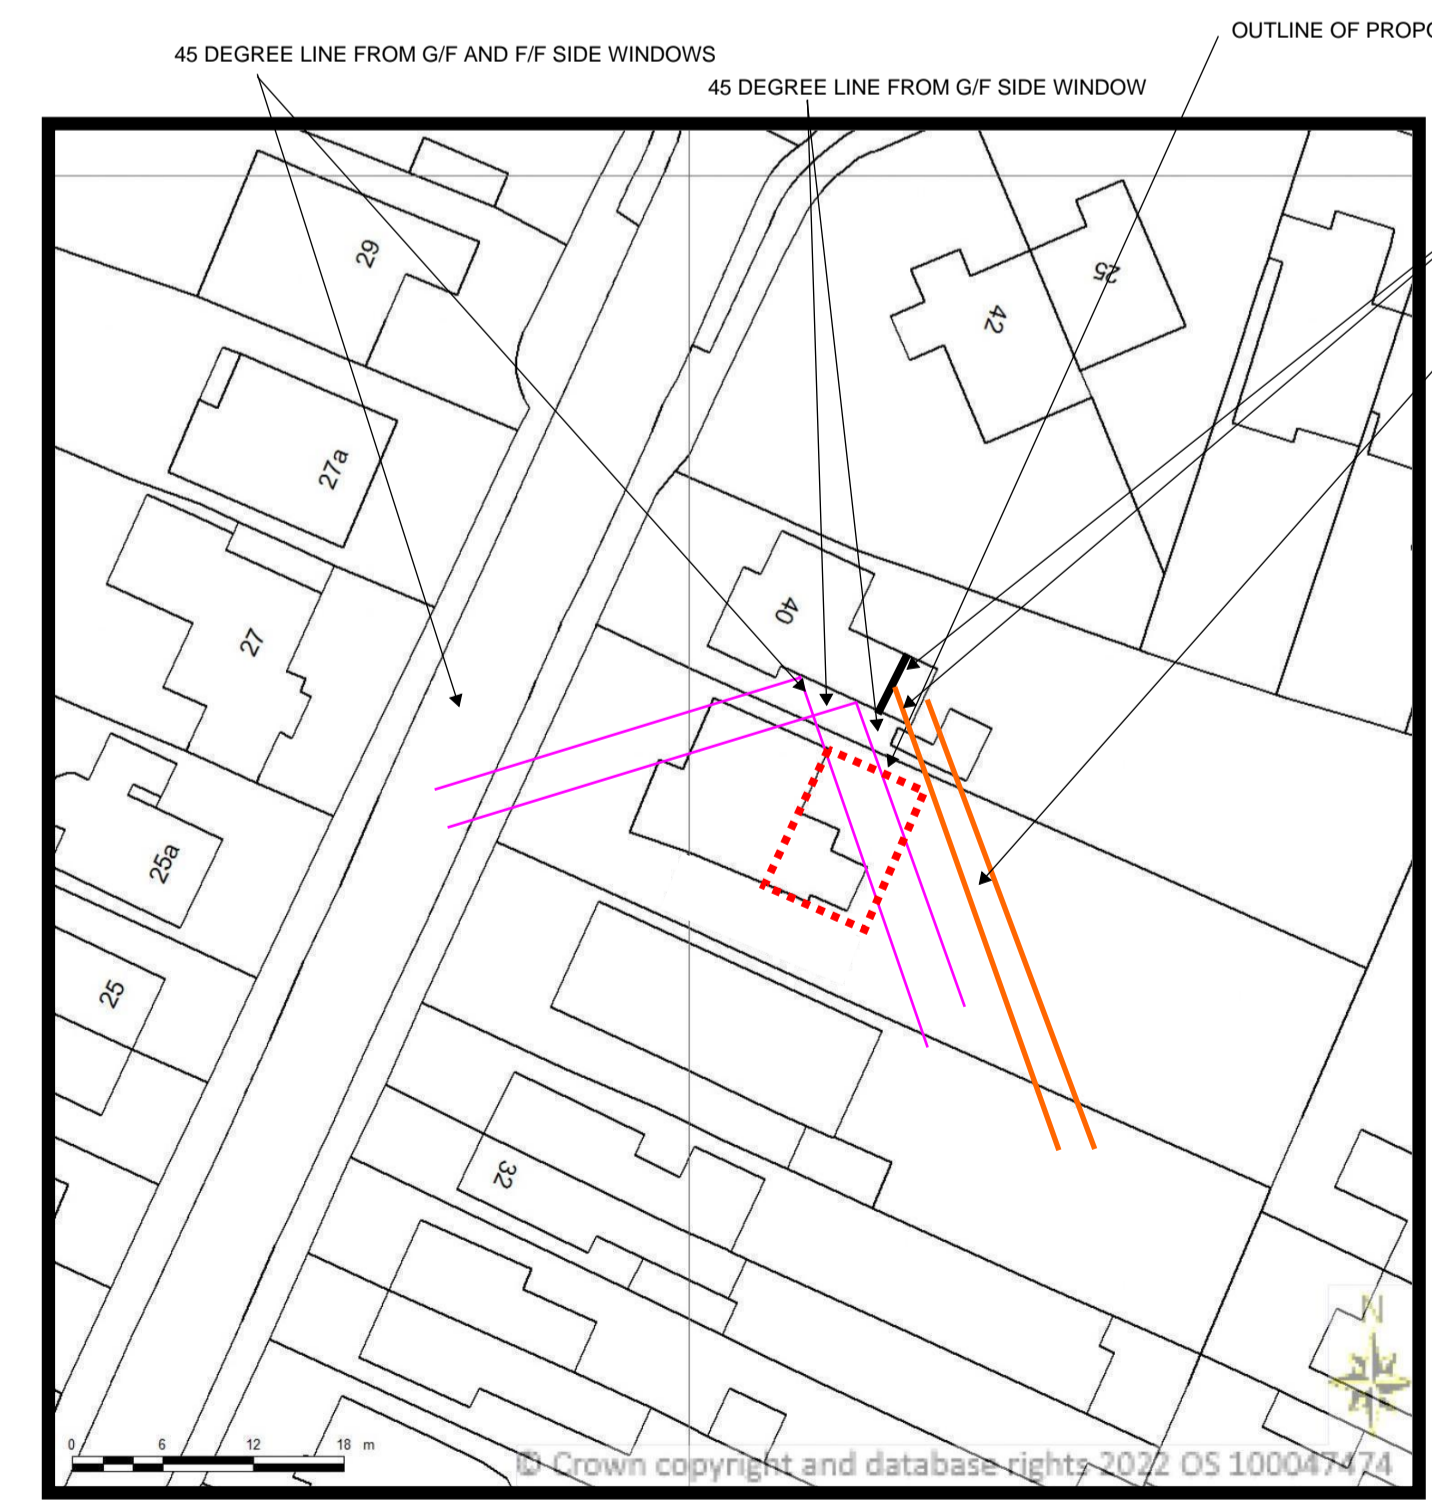 OUTLINE OF PROPO
45 DEGREE LINE FROM G/F AND F/F SIDE WINDOWS
45 DEGREE LINE FROM G/F SIDE WINDOW
29
25
42
27a
40
27
25a
25
32
N
0 6 12 18 m
© Crown copyright and database rights 2022 OS 100047474